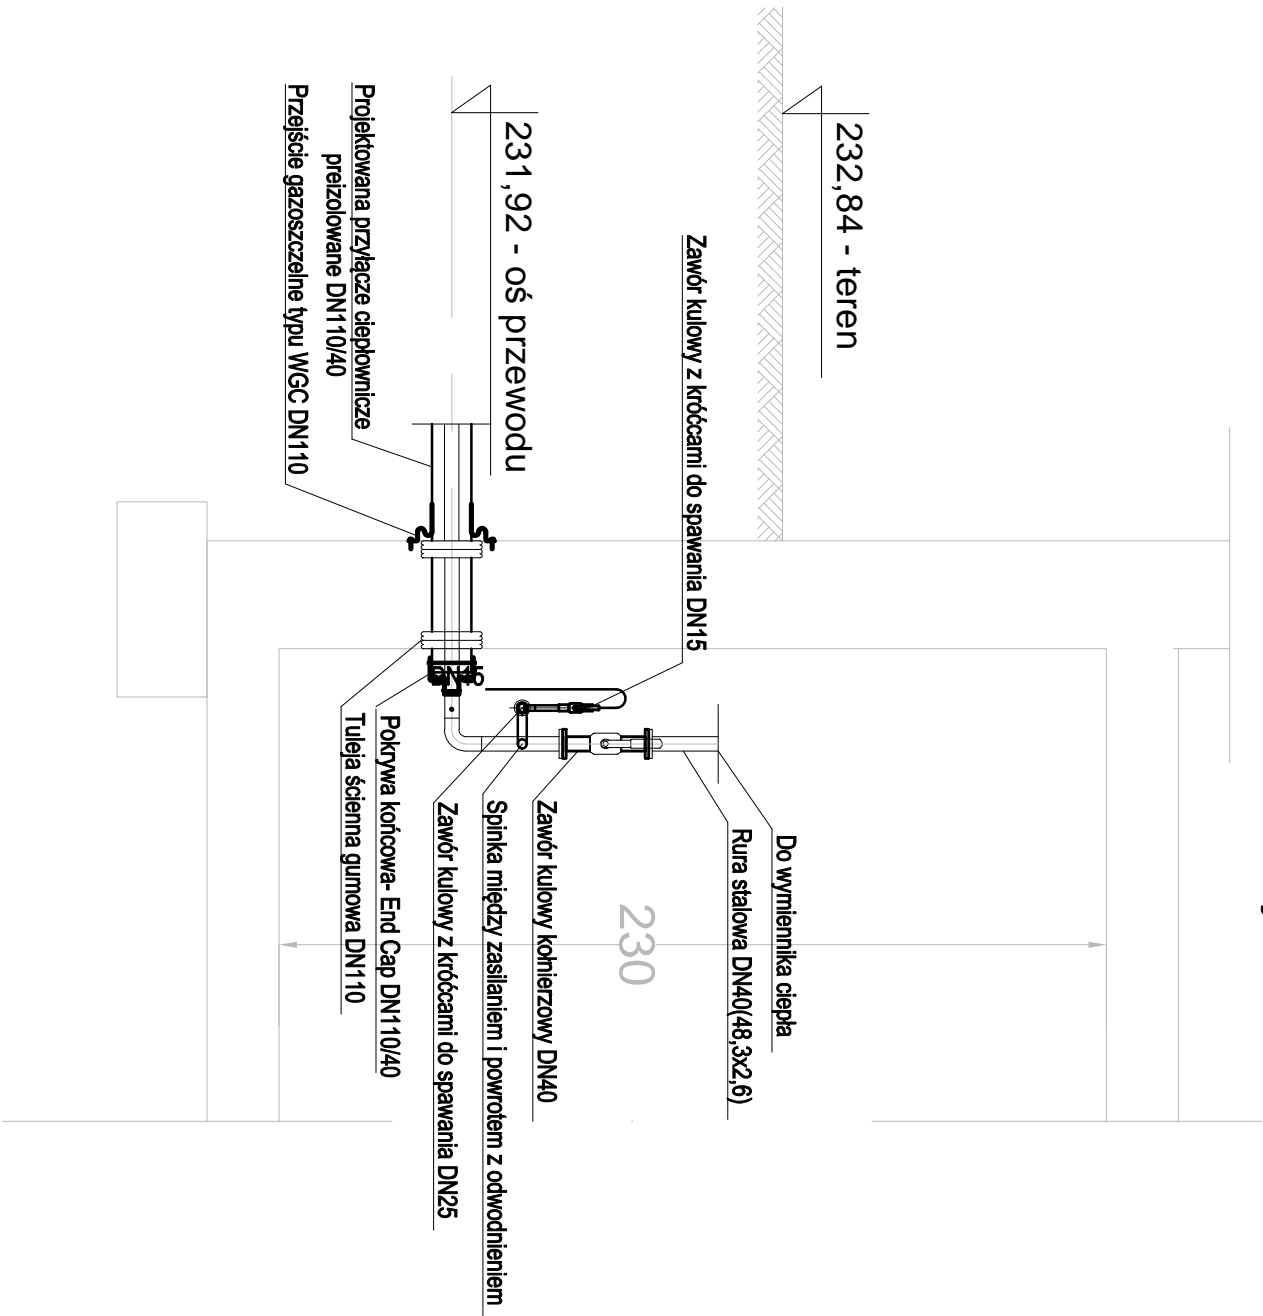 232,84 - teren
231,92 - oś przewodu
Zawór kulowy z króćcami do spawania DN15
Projektowana przyłącze ciepłownicze
preizolowane DN110/40
Przejście gazoszczelne typu WGC DN110
Do wymiennika ciepła
Rura stalowa DN40(48,3x2,6)
230
Zawór kulowy kołnierzowy DN40
Spinka między zasilaniem i powrotem z odwodnieniem
Zawór kulowy z króćcami do spawania DN25
Pokrywa końcowa- End Cap DN110/40
Tuleja ścienna gumowa DN110